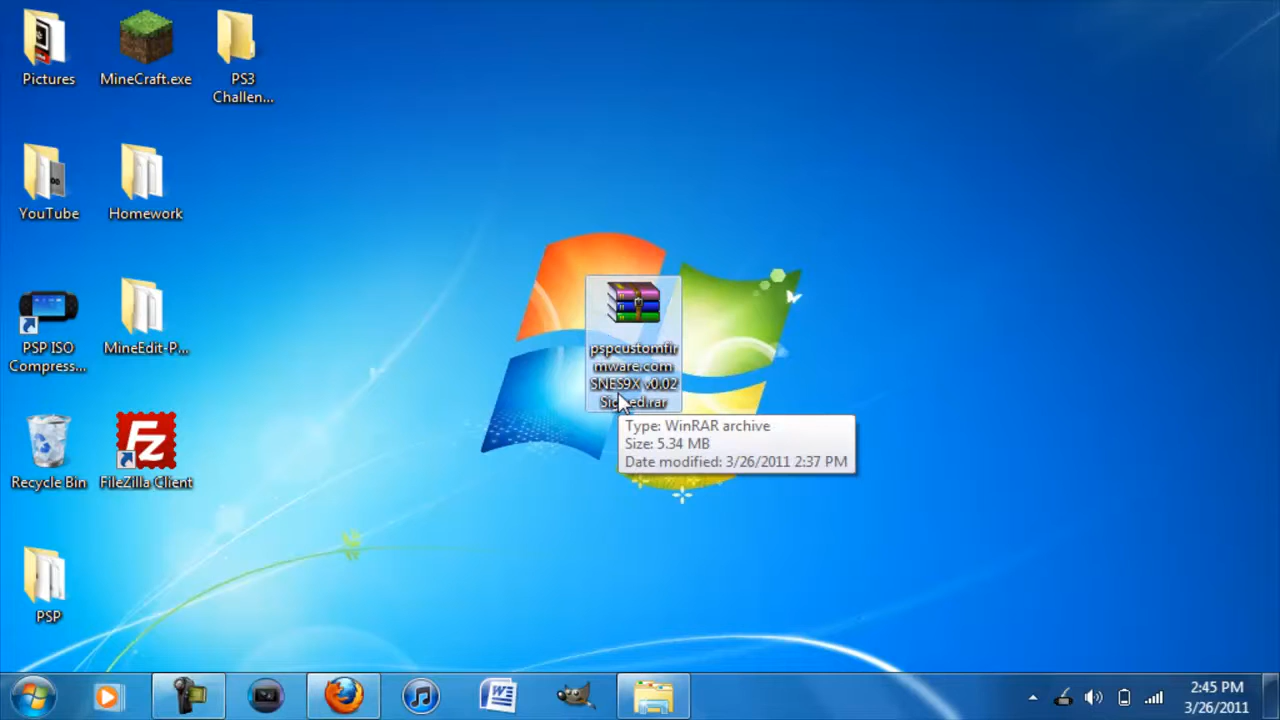 Pictures
MineCraft.exe
PS3
Challen...
YouTube
Homework
PSP ISO
Compress...
MineEdit-P...
Recycle Bin
FileZilla Client
PSP
pspcustomfir
mware.com
SNES9X v0.02
Signed.rar
Type: WinRAR archive
Size: 5.34 MB
Date modified: 3/26/2011 2:37 PM
2:45 PM
3/26/2011